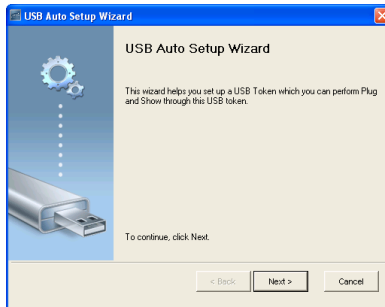 USB Auto Setup Wizard
USB Auto Setup Wizard
This wizard helps you set up a USB Token which you can perform Plug
and Show through this USB token.
To continue, click Next.
< Back
Next >
Cancel